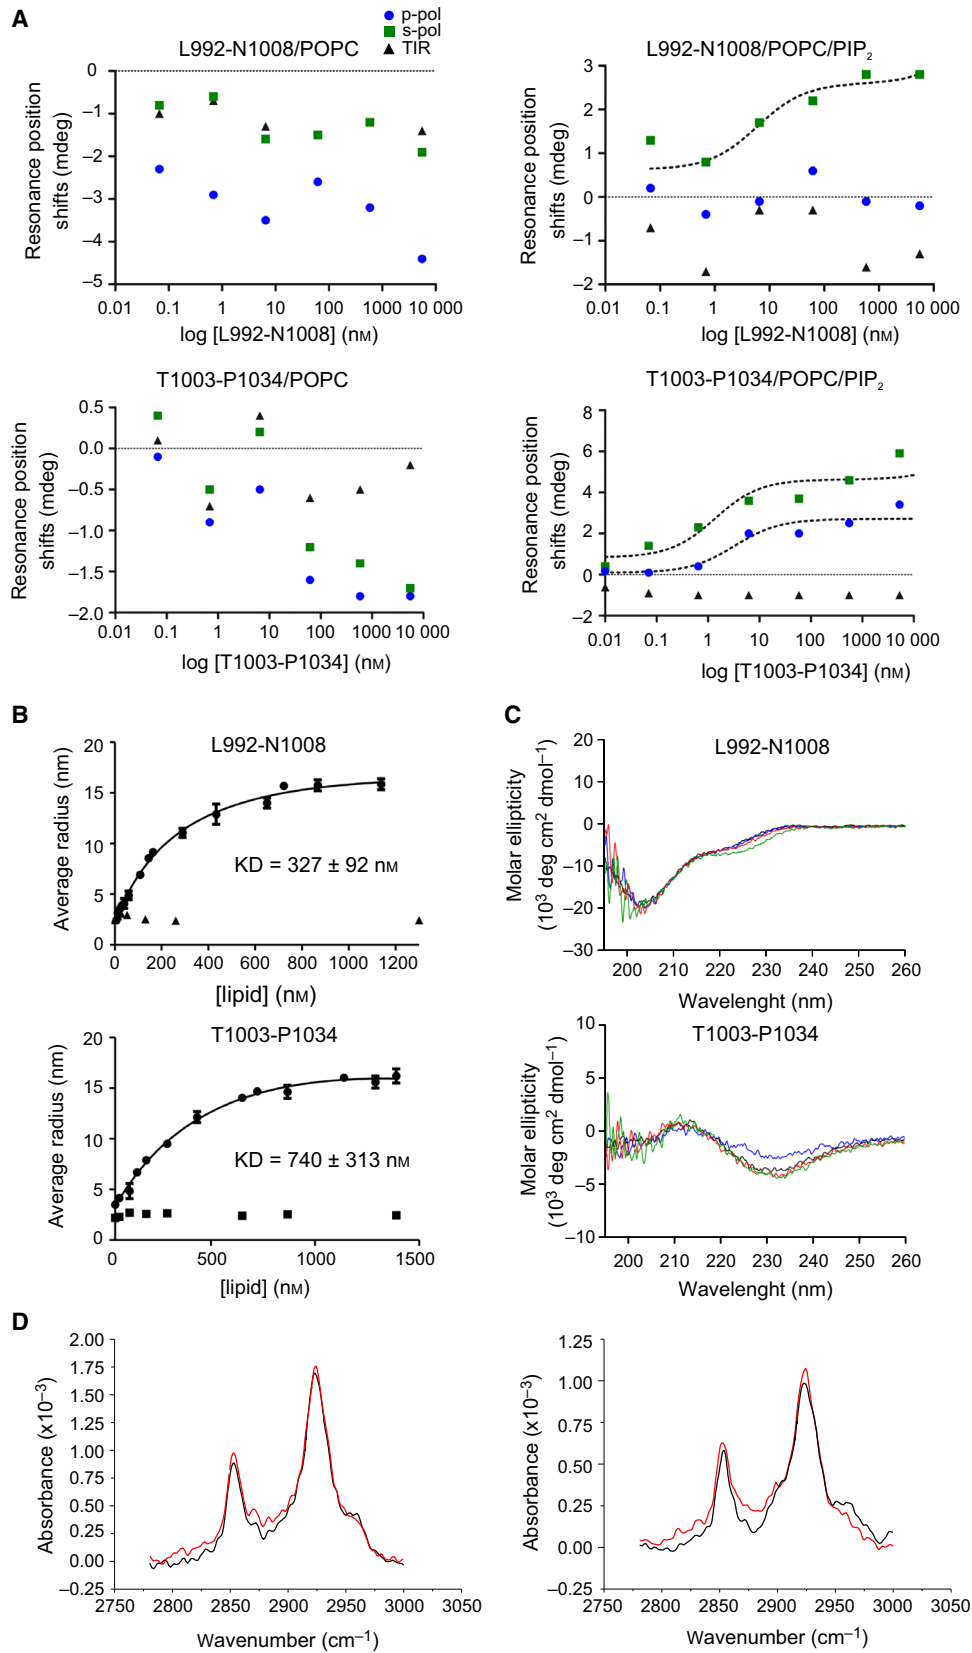 A
p-pol
s-pol
TIR
L992-N1008/POPC
0
−1
−2
−3
−4
−5
Resonance position
shifts (mdeg)
0.01 0.1 1 10 100 1000 10 000
log [L992-N1008] (nM)
L992-N1008/POPC/PIP2
3
2
1
0
−1
−2
Resonance position
shifts (mdeg)
0.01 0.1 1 10 100 1000 10 000
log [L992-N1008] (nM)
T1003-P1034/POPC
0.5
0.0
−0.5
−1.0
−1.5
−2.0
Resonance position
shifts (mdeg)
0.01 0.1 1 10 100 1000 10 000
log [T1003-P1034] (nM)
T1003-P1034/POPC/PIP2
8
6
4
2
0
−2
Resonance position
shifts (mdeg)
0.01 0.1 1 10 100 1000 10 000
log [T1003-P1034] (nM)
B
L992-N1008
20
15
10
5
0
Average radius (nm)
KD = 327 ± 92 nM
0 200 400 600 800 1000 1200
[lipid] (nM)
T1003-P1034
20
15
10
5
0
Average radius (nm)
KD = 740 ± 313 nM
0 500 1000 1500
[lipid] (nM)
C
L992-N1008
20
10
0
−10
−20
−30
Molar ellipticity
(10³ deg cm² dmol⁻¹)
200 210 220 230 240 250 260
Wavelenght (nm)
T1003-P1034
10
5
0
−5
−10
Molar ellipticity
(10³ deg cm² dmol⁻¹)
200 210 220 230 240 250 260
Wavelenght (nm)
D
2.00
1.75
1.50
1.25
1.00
0.75
0.50
0.25
0.00
−0.25
Absorbance (x10⁻³)
2750 2800 2850 2900 2950 3000 3050
Wavenumber (cm⁻¹)
1.25
1.00
0.75
0.50
0.25
0.00
−0.25
Absorbance (x10⁻³)
2750 2800 2850 2900 2950 3000 3050
Wavenumber (cm⁻¹)